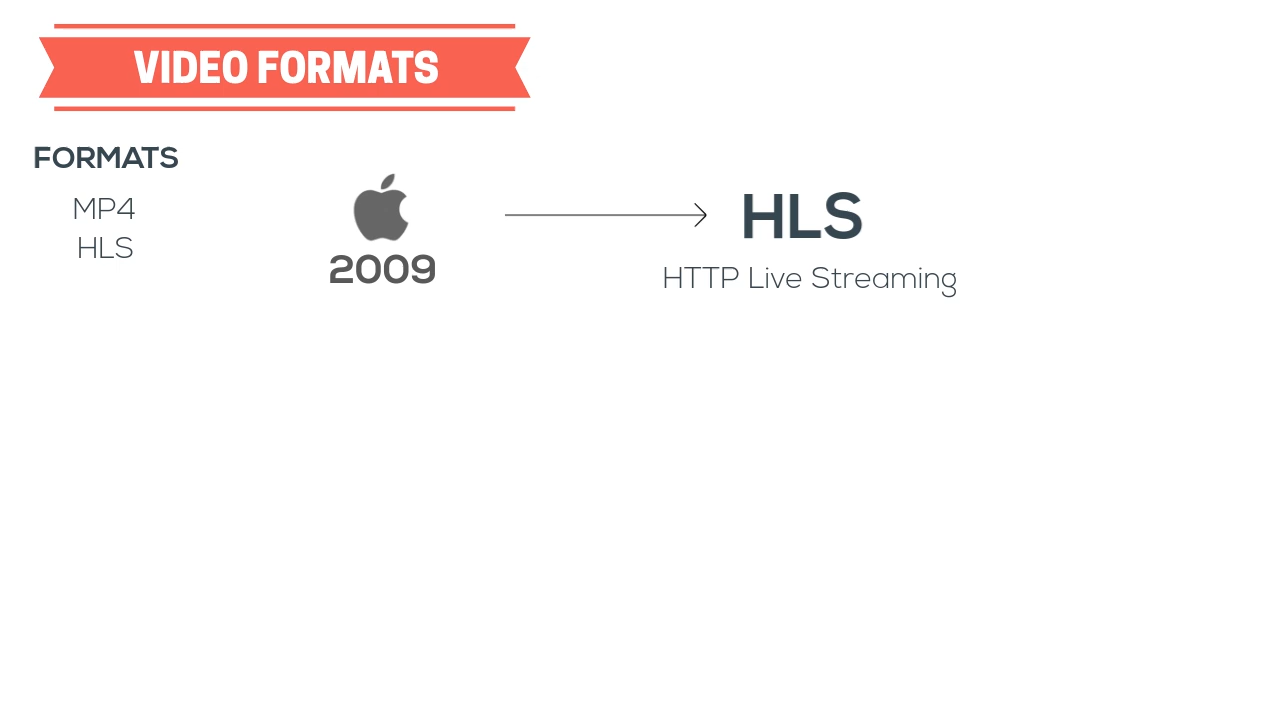 VIDEO FORMATS
FORMATS
MP4
HLS
2009
HLS
HTTP Live Streaming